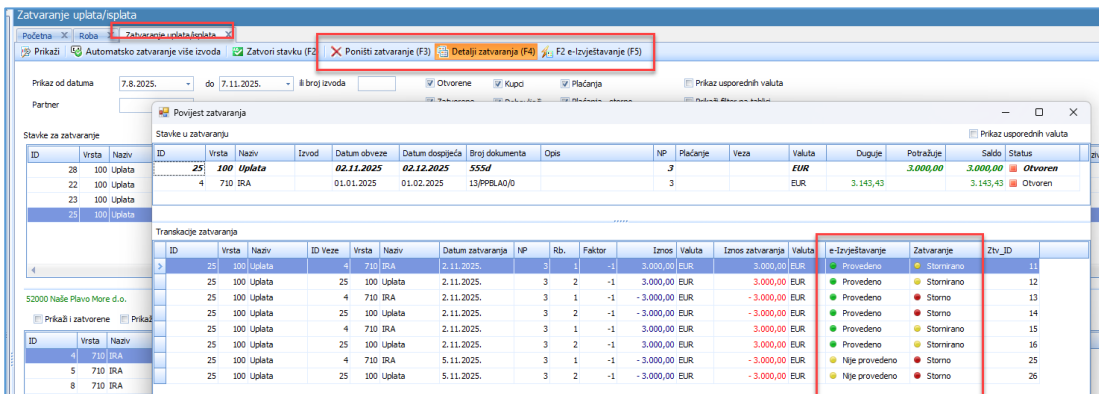 Zatvaranje uplata/isplata
Početna X Roba X Zatvaranje uplata/isplata X
Prikaži Automatsko zatvaranje više izvoda Zatvori stavku (F2 Poništi zatvaranje (F3) Detalji zatvaranja (F4) F2 e-Izvještavanje (F5)
Prikaz od datuma 7.8.2025. do 7.11.2025. ili broj izvoda Otvorene Kupci Plaćanja Prikaz usporednih valuta
Partner
Povijest zatvaranja
Stavke za zatvaranje
Stavke u zatvaranju Prikaz usporednih valuta
ID Vrsta Naziv
28 100 Uplata
22 100 Uplata
23 100 Uplata
25 100 Uplata
ID Vrsta Naziv Izvod Datum obveze Datum dospijeća Broj dokumenta Opis NP Plaćanje Veza Valuta Duguje Potražuje Saldo Status
25 100 Uplata 02.11.2025 02.12.2025 555d 3 EUR 3.000,00 3.000,00 Otvoren
4 710 IRA 01.01.2025 01.02.2025 13/PPBLA0/0 3 EUR 3.143,43 3.143,43 Otvoren
Transkacije zatvaranja
ID Vrsta Naziv ID Veze Vrsta Naziv Datum zatvaranja NP Rb. Faktor Iznos Valuta Iznos zatvaranja Valuta e-Izvještavanje Zatvaranje Ztv_ID
25 100 Uplata 4 710 IRA 2.11.2025. 3 1 -1 3.000,00 EUR 3.000,00 EUR Provedeno Stornirano 11
25 100 Uplata 25 100 Uplata 2.11.2025. 3 2 -1 3.000,00 EUR 3.000,00 EUR Provedeno Stornirano 12
25 100 Uplata 4 710 IRA 2.11.2025. 3 1 -1 - 3.000,00 EUR - 3.000,00 EUR Provedeno Storno 13
25 100 Uplata 25 100 Uplata 2.11.2025. 3 2 -1 - 3.000,00 EUR - 3.000,00 EUR Provedeno Storno 14
25 100 Uplata 4 710 IRA 2.11.2025. 3 1 -1 3.000,00 EUR 3.000,00 EUR Provedeno Stornirano 15
25 100 Uplata 25 100 Uplata 2.11.2025. 3 2 -1 3.000,00 EUR 3.000,00 EUR Provedeno Stornirano 16
25 100 Uplata 4 710 IRA 5.11.2025. 3 1 -1 - 3.000,00 EUR - 3.000,00 EUR Nije provedeno Storno 25
25 100 Uplata 25 100 Uplata 5.11.2025. 3 2 -1 - 3.000,00 EUR - 3.000,00 EUR Nije provedeno Storno 26
52000 Naše Plavo More d.o.
Prikaži i zatvorene Prikaž
ID Vrsta Naziv
4 710 IRA
5 710 IRA
8 710 IRA